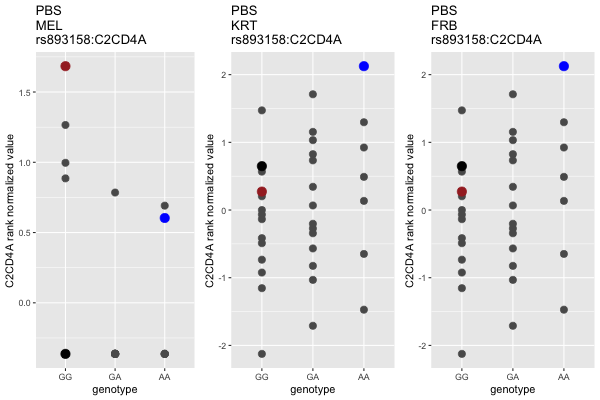 PBS
MEL
rs893158:C2CD4A
C2CD4A rank normalized value
1.5
1.0
0.5
0.0
GG
GA
AA
genotype
PBS
KRT
rs893158:C2CD4A
C2CD4A rank normalized value
2
1
0
-1
-2
GG
GA
AA
genotype
PBS
FRB
rs893158:C2CD4A
C2CD4A rank normalized value
2
1
0
-1
-2
GG
GA
AA
genotype